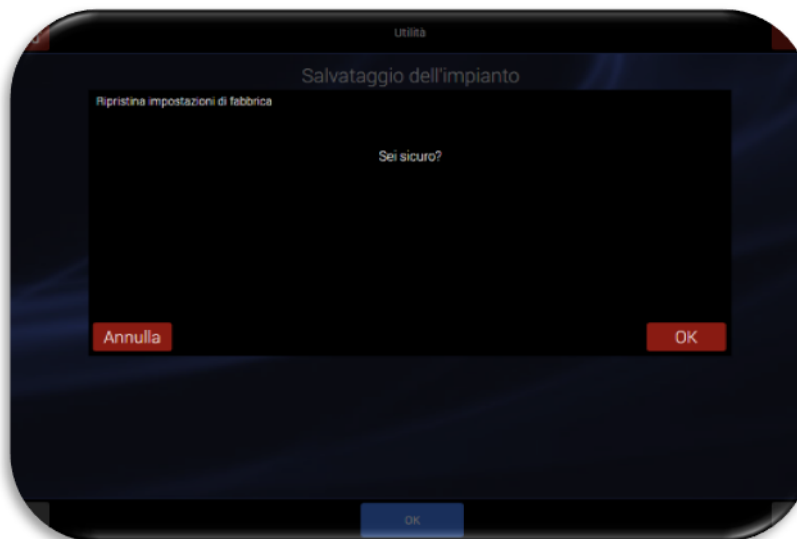 Utilità
Salvataggio dell'impianto
Ripristina impostazioni di fabbrica
Sei sicuro?
Annulla
OK
OK